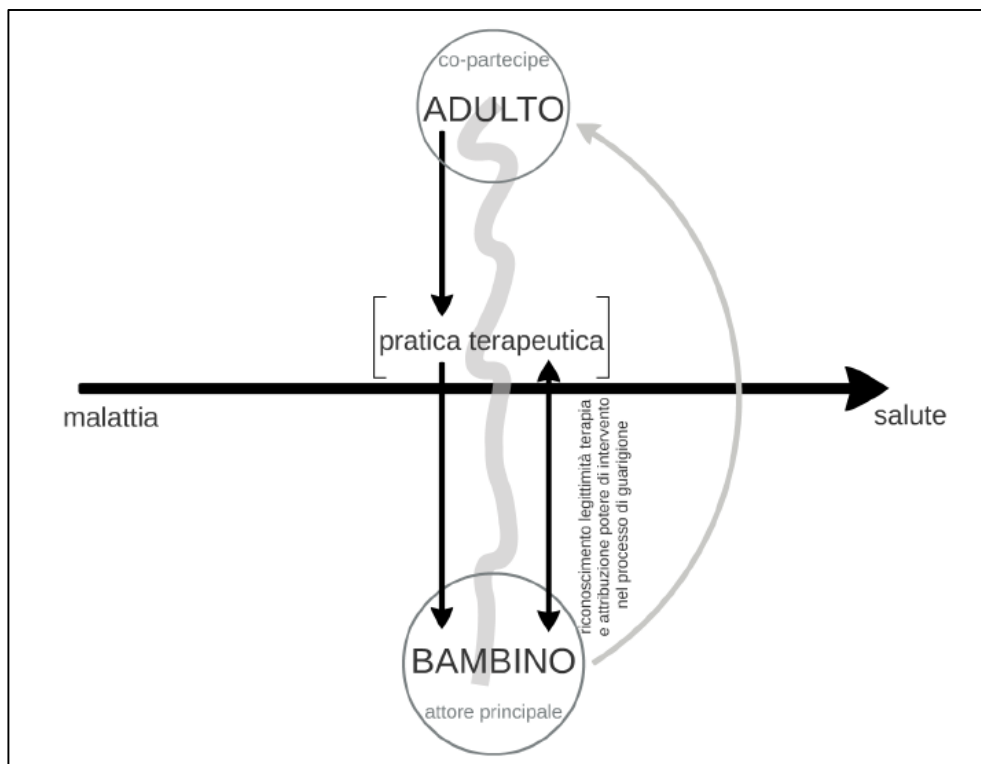 co-partecipe
ADULTO
pratica terapeutica
malattia
salute
riconoscimento legittimità terapia
e attribuzione potere di intervento
nel processo di guarigione
BAMBINO
attore principale